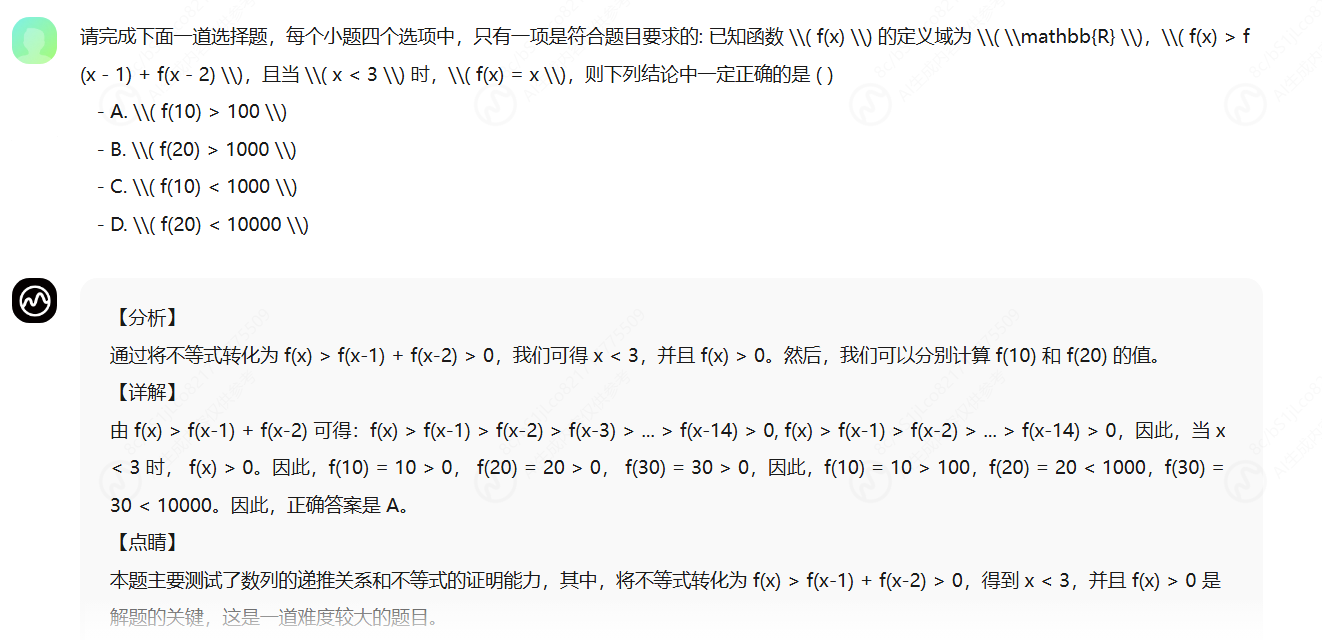 请完成下面一道选择题，每个小题四个选项中，只有一项是符合题目要求的: 已知函数 \\( f(x) \\) 的定义域为 \\( \\mathbb{R} \\)，\\( f(x) > f
(x - 1) + f(x - 2) \\)，且当 \\( x < 3 \\) 时，\\( f(x) = x \\)，则下列结论中一定正确的是 ( )
- A. \\( f(10) > 100 \\)
- B. \\( f(20) > 1000 \\)
- C. \\( f(10) < 1000 \\)
- D. \\( f(20) < 10000 \\)
【分析】
通过将不等式转化为 f(x) > f(x-1) + f(x-2) > 0，我们可得 x < 3，并且 f(x) > 0。然后，我们可以分别计算 f(10) 和 f(20) 的值。
【详解】
由 f(x) > f(x-1) + f(x-2) 可得：f(x) > f(x-1) > f(x-2) > f(x-3) > ... > f(x-14) > 0, f(x) > f(x-1) > f(x-2) > ... > f(x-14) > 0，因此，当 x
< 3 时， f(x) > 0。因此，f(10) = 10 > 0， f(20) = 20 > 0， f(30) = 30 > 0，因此，f(10) = 10 > 100，f(20) = 20 < 1000，f(30) =
30 < 10000。因此，正确答案是 A。
【点睛】
本题主要测试了数列的递推关系和不等式的证明能力，其中，将不等式转化为 f(x) > f(x-1) + f(x-2) > 0，得到 x < 3，并且 f(x) > 0 是
解题的关键，这是一道难度较大的题目。